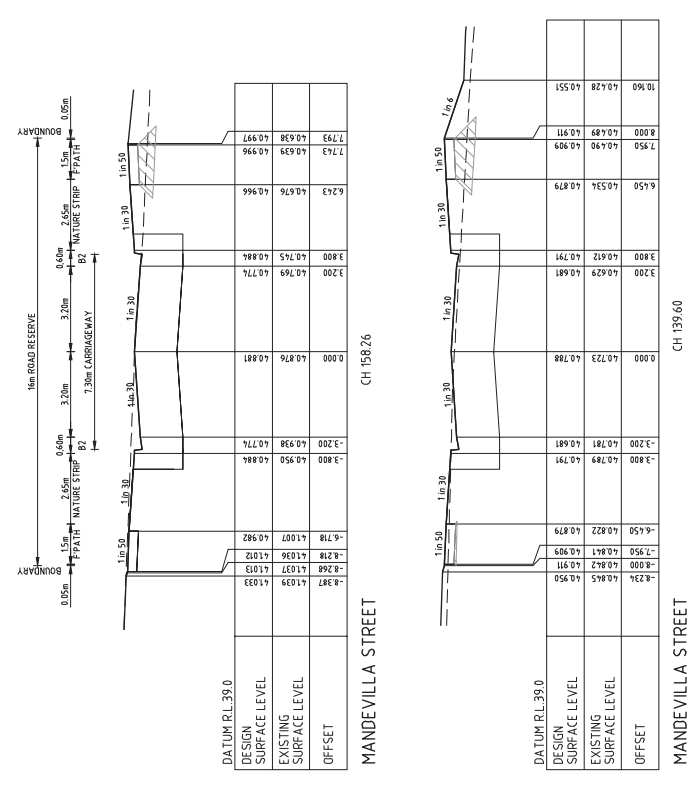 BOUNDARY 16m ROAD RESERVE BOUNDARY
0.05m 1.5m 2.65m 0.60m 3.20m 3.20m 0.60m 2.65m 1.5m 0.05m
F'PATH NATURE STRIP B2 B2 NATURE STRIP F'PATH
7.30m CARRIAGEWAY
1 in 50 1 in 30 1 in 30 1 in 30 1 in 30 1 in 50
DATUM R.L.39.0
DESIGN
SURFACE LEVEL 41.033 41.013 41.012 40.982 40.884 40.774 40.881 40.774 40.884 40.966 40.996 40.997
EXISTING
SURFACE LEVEL 41.039 41.037 41.036 41.007 40.950 40.938 40.876 40.769 40.745 40.676 40.639 40.638
OFFSET -8.387 -8.268 -8.218 -6.718 -3.800 -3.200 0.000 3.200 3.800 6.243 7.743 7.793
MANDEVILLA STREET CH 158.26
1 in 50 1 in 30 1 in 30 1 in 30 1 in 30 1 in 50 1 in 6
DATUM R.L.39.0
DESIGN
SURFACE LEVEL 40.950 40.911 40.909 40.879 40.791 40.681 40.788 40.681 40.791 40.879 40.909 40.911 40.551
EXISTING
SURFACE LEVEL 40.845 40.842 40.841 40.822 40.789 40.781 40.723 40.629 40.612 40.534 40.490 40.489 40.428
OFFSET -8.234 -8.000 -7.950 -6.450 -3.800 -3.200 0.000 3.200 3.800 6.450 7.950 8.000 10.160
MANDEVILLA STREET CH 139.60